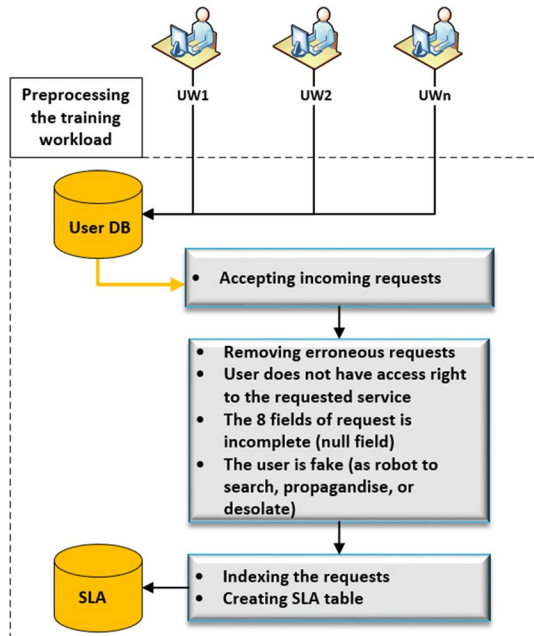 UW1
UW2
UWn
Preprocessing
the training
workload
User DB
• Accepting incoming requests
• Removing erroneous requests
• User does not have access right
to the requested service
• The 8 fields of request is
incomplete (null field)
• The user is fake (as robot to
search, propagandise, or
desolate)
• Indexing the requests
• Creating SLA table
SLA